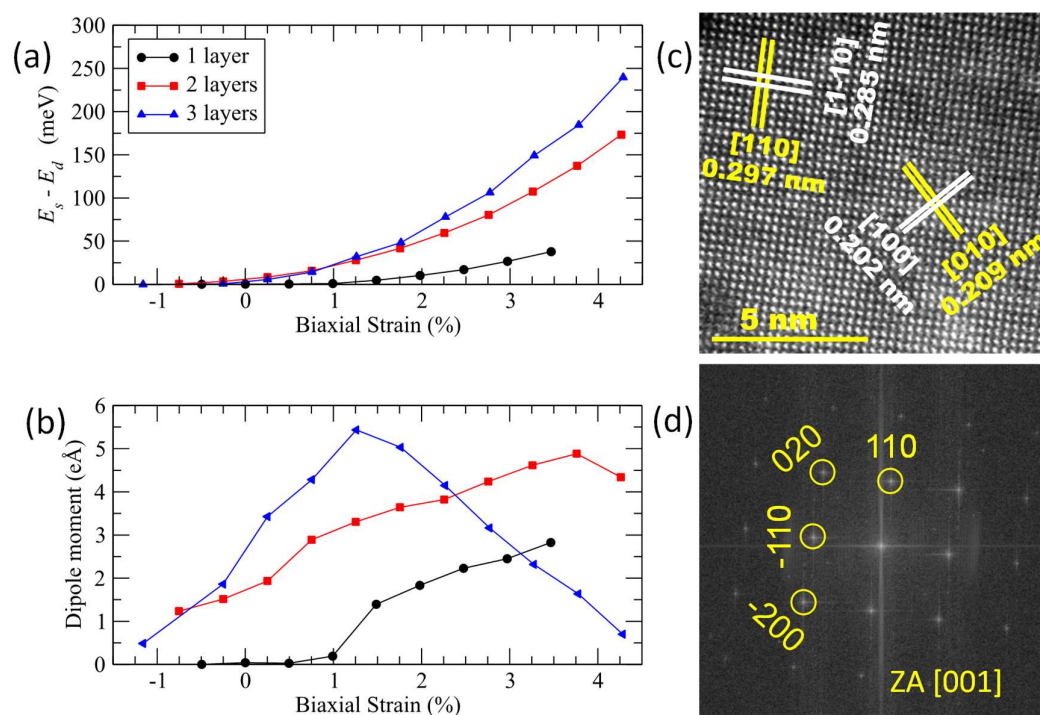 (a)
300
250
200
150
100
50
0
E_s - E_d (meV)
1 layer
2 layers
3 layers
-1 0 1 2 3 4
Biaxial Strain (%)
(b)
6
5
4
3
2
1
0
Dipole moment (eÅ)
-1 0 1 2 3 4
Biaxial Strain (%)
(c)
[110]
0.297 nm
[1-10]
0.285 nm
[100]
0.202 nm
[010]
0.209 nm
5 nm
(d)
020
110
-110
-200
ZA [001]